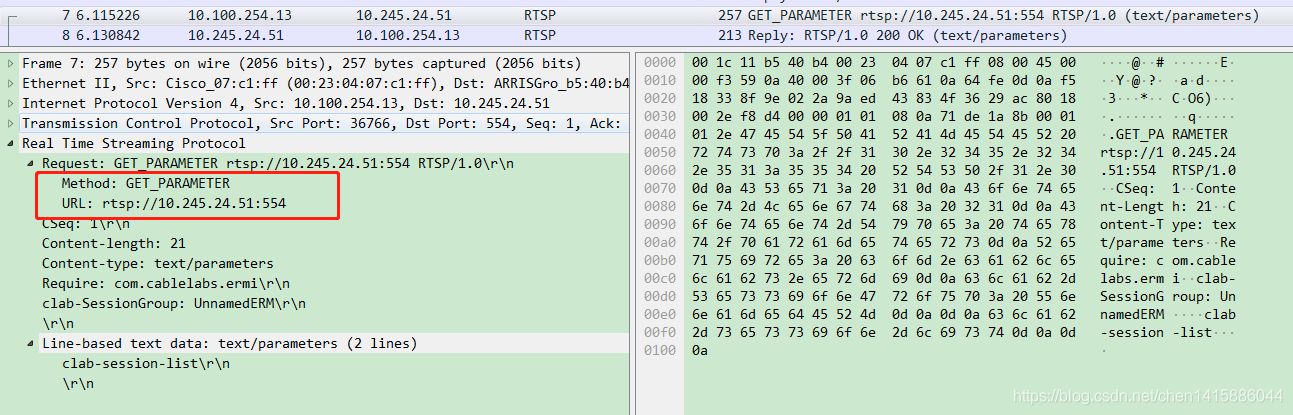 7 6.115226 10.100.254.13 10.245.24.51 RTSP 257 GET_PARAMETER rtsp://10.245.24.51:554 RTSP/1.0 (text/parameters)
8 6.130842 10.245.24.51 10.100.254.13 RTSP 213 Reply: RTSP/1.0 200 OK (text/parameters)
Frame 7: 257 bytes on wire (2056 bits), 257 bytes captured (2056 bits)
Ethernet II, Src: Cisco_07:c1:ff (00:23:04:07:c1:ff), Dst: ARRISGro_b5:40:b4
Internet Protocol Version 4, Src: 10.100.254.13, Dst: 10.245.24.51
Transmission Control Protocol, Src Port: 36766, Dst Port: 554, Seq: 1, Ack:
Real Time Streaming Protocol
Request: GET_PARAMETER rtsp://10.245.24.51:554 RTSP/1.0\r\n
Method: GET_PARAMETER
URL: rtsp://10.245.24.51:554
CSeq: 1\r\n
Content-length: 21
Content-type: text/parameters
Require: com.cablelabs.ermi\r\n
clab-SessionGroup: UnnamedERM\r\n
\r\n
Line-based text data: text/parameters (2 lines)
clab-session-list\r\n
\r\n
0000 00 1c 11 b5 40 b4 00 23 04 07 c1 ff 08 00 45 00 ····@··# ······E·
0010 00 f3 59 0a 40 00 3f 06 b6 61 0a 64 fe 0d 0a f5 ··Y·@·?· ·a·d····
0020 18 33 8f 9e 02 2a 9a ed 43 83 4f 36 29 ac 80 18 ·3···*·· C·O6)···
0030 00 2e f8 d4 00 00 01 01 08 0a 71 de 1a 8b 00 01 ·.······ ··q·····
0040 01 2e 47 45 54 5f 50 41 52 41 4d 45 54 45 52 20 ·.GET_PA RAMETER
0050 72 74 73 70 3a 2f 2f 31 30 2e 32 34 35 2e 32 34 rtsp://1 0.245.24
0060 2e 35 31 3a 35 35 34 20 52 54 53 50 2f 31 2e 30 .51:554 RTSP/1.0
0070 0d 0a 43 53 65 71 3a 20 31 0d 0a 43 6f 6e 74 65 ··CSeq: 1··Conte
0080 6e 74 2d 4c 65 6e 67 74 68 3a 20 32 31 0d 0a 43 nt-Lengt h: 21··C
0090 6f 6e 74 65 6e 74 2d 54 79 70 65 3a 20 74 65 78 ontent-T ype: tex
00a0 74 2f 70 61 72 61 6d 65 74 65 72 73 0d 0a 52 65 t/parame ters··Re
00b0 71 75 69 72 65 3a 20 63 6f 6d 2e 63 61 62 6c 65 quire: c om.cable
00c0 6c 61 62 73 2e 65 72 6d 69 0d 0a 63 6c 61 62 2d labs.erm i··clab-
00d0 53 65 73 73 69 6f 6e 47 72 6f 75 70 3a 20 55 6e SessionG roup: Un
00e0 6e 61 6d 65 64 45 52 4d 0d 0a 0d 0a 63 6c 61 62 namedERM ····clab
00f0 2d 73 65 73 73 69 6f 6e 2d 6c 69 73 74 0d 0a 0d -session -list···
0100 0a ·
https://blog.csdn.net/chen1415886044